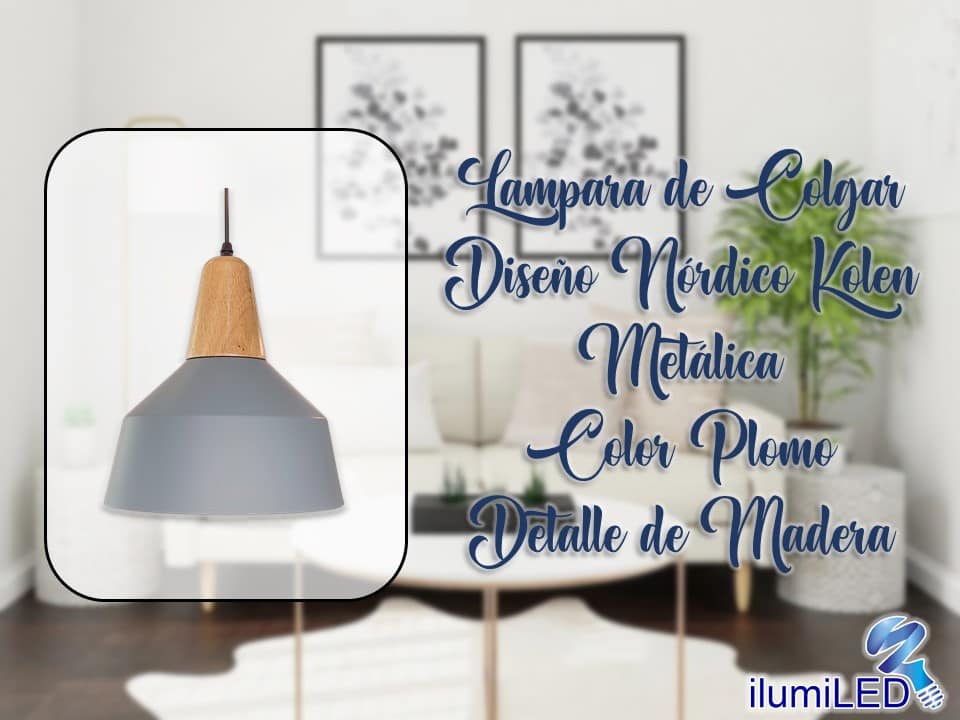 Lampara de Colgar
Diseño Nórdico Kolen
Metálica
Color Plomo
Detalle de Madera
ilumiLED